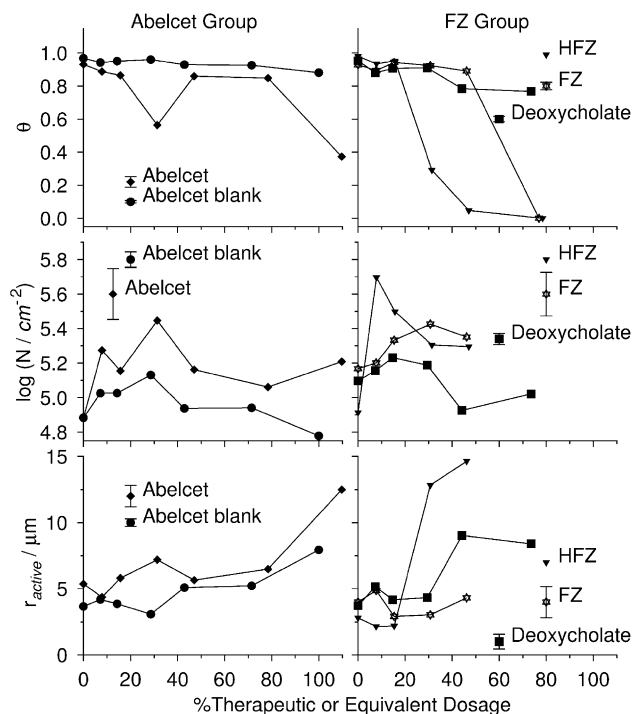 Abelcet Group FZ Group
1.0
0.8
0.6
0.4
0.2
0.0
θ
Abelcet
Abelcet blank
HFZ
FZ
Deoxycholate
5.8
5.6
5.4
5.2
5.0
4.8
log (N / cm⁻²)
Abelcet blank
Abelcet
HFZ
FZ
Deoxycholate
15
10
5
0
r_active / μm
Abelcet
Abelcet blank
HFZ
FZ
Deoxycholate
0 20 40 60 80 100 0 20 40 60 80 100
%Therapeutic or Equivalent Dosage